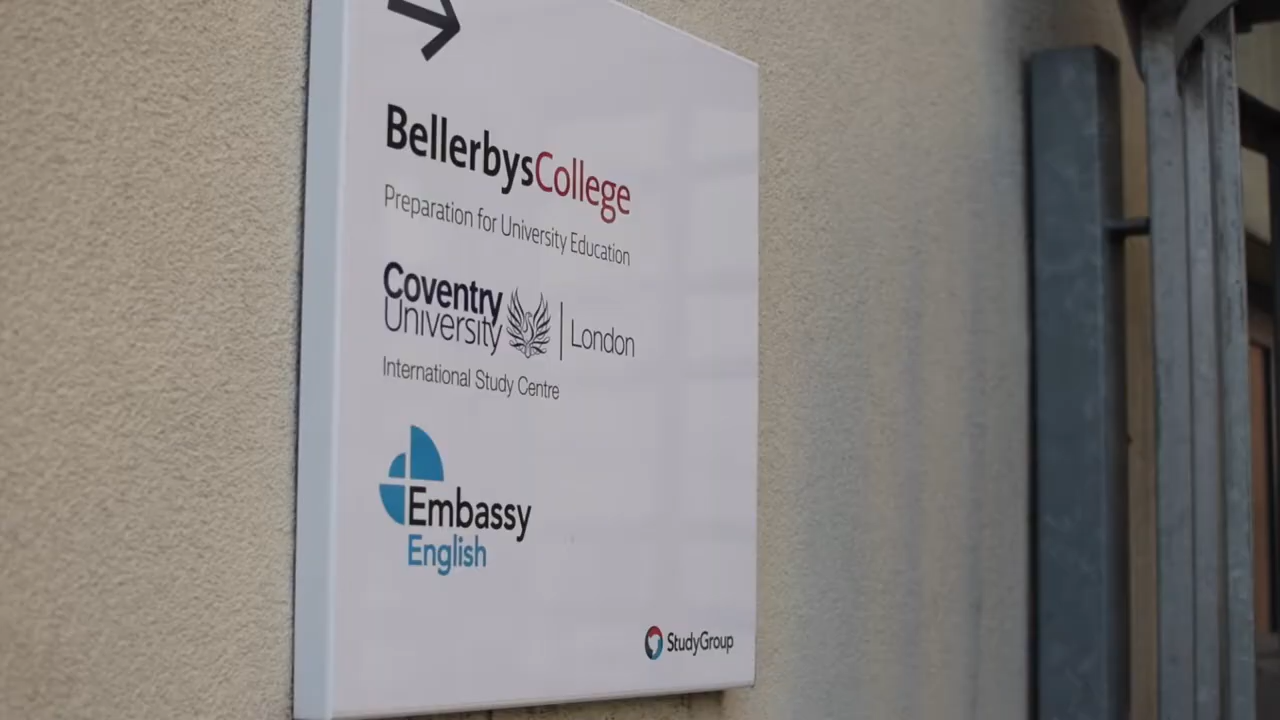 BellerbysCollege
Preparation for University Education
Coventry
University
London
International Study Centre
Embassy
English
StudyGroup